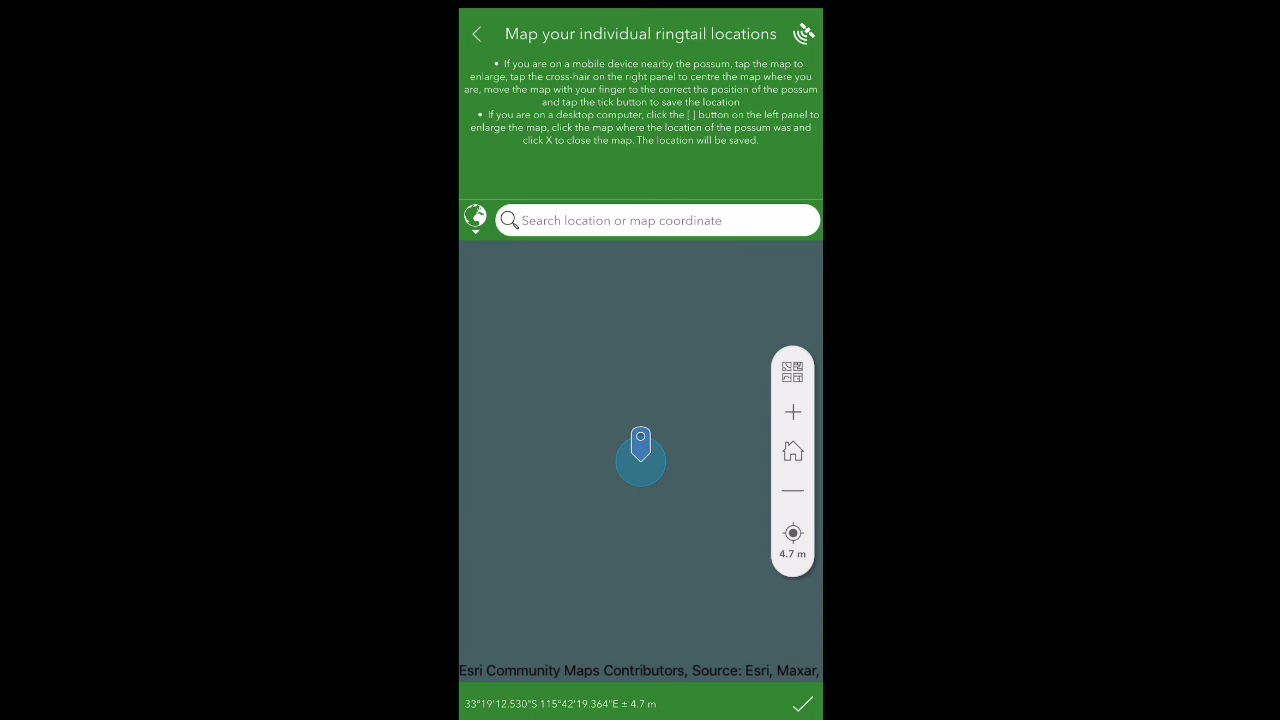 Map your individual ringtail locations
• If you are on a mobile device nearby the possum, tap the map to
enlarge, tap the cross-hair on the right panel to centre the map where you
are, move the map with your finger to the correct the position of the possum
and tap the tick button to save the location
• If you are on a desktop computer, click the [ ] button on the left panel to
enlarge the map, click the map where the location of the possum was and
click X to close the map. The location will be saved.
Search location or map coordinate
4.7 m
Esri Community Maps Contributors, Source: Esri, Maxar,
33°19'12.530"S 115°42'19.364"E ± 4.7 m